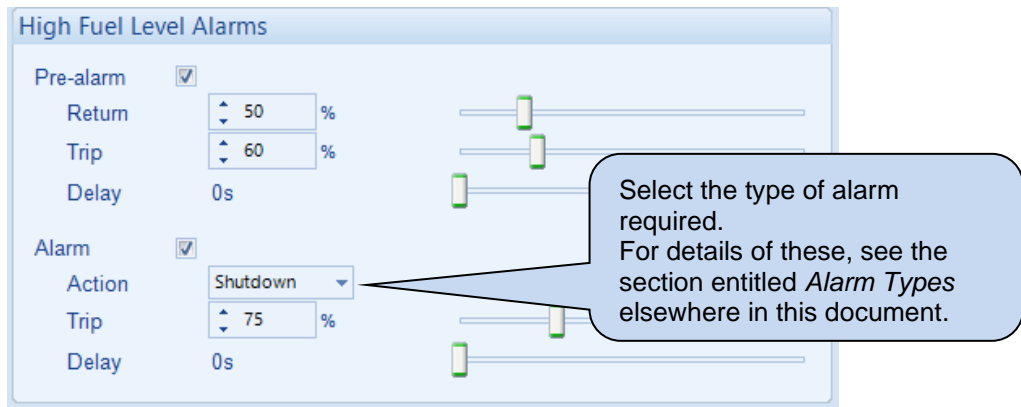 High Fuel Level Alarms
Pre-alarm
Return 50 %
Trip 60 %
Delay 0s
Select the type of alarm
required.
For details of these, see the
section entitled Alarm Types
elsewhere in this document.
Alarm
Action Shutdown
Trip 75 %
Delay 0s